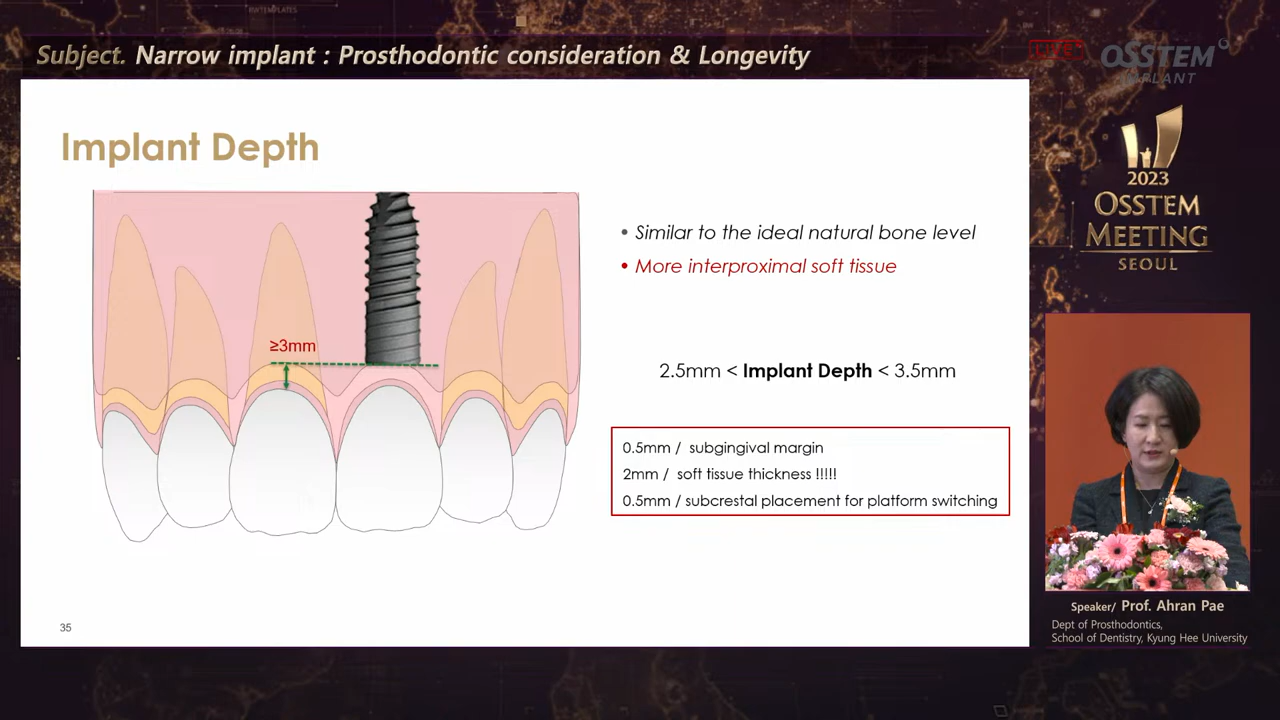 Subject. Narrow implant : Prosthodontic consideration & Longevity
LIVE
OSSTEM
IMPLANT
Implant Depth
≥3mm
• Similar to the ideal natural bone level
• More interproximal soft tissue
2.5mm < Implant Depth < 3.5mm
0.5mm / subgingival margin
2mm / soft tissue thickness !!!!!
0.5mm / subcrestal placement for platform switching
35
2023
OSSTEM
MEETING
SEOUL
Speaker/ Prof. Ahran Pae
Dept of Prosthodontics,
School of Dentistry, Kyung Hee University